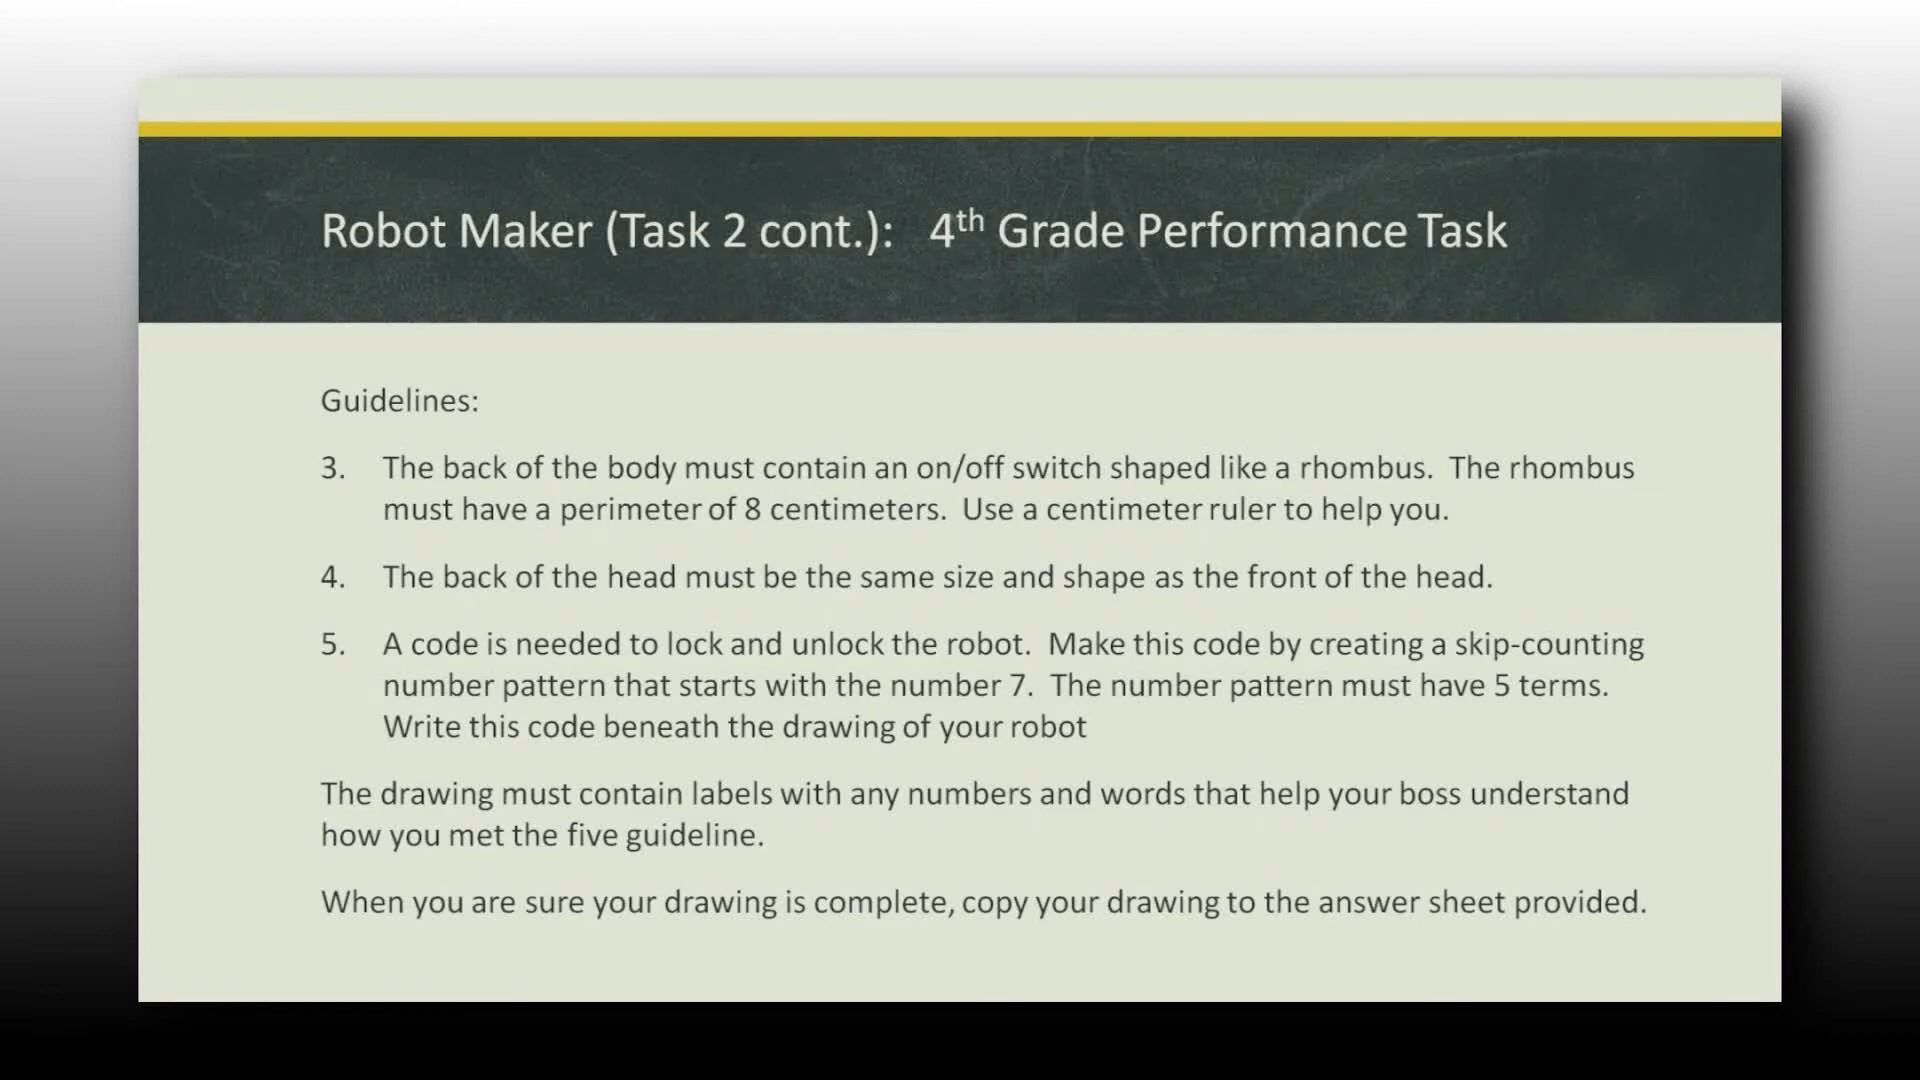 Robot Maker (Task 2 cont.): 4th Grade Performance Task
Guidelines:
3. The back of the body must contain an on/off switch shaped like a rhombus. The rhombus
must have a perimeter of 8 centimeters. Use a centimeter ruler to help you.
4. The back of the head must be the same size and shape as the front of the head.
5. A code is needed to lock and unlock the robot. Make this code by creating a skip-counting
number pattern that starts with the number 7. The number pattern must have 5 terms.
Write this code beneath the drawing of your robot
The drawing must contain labels with any numbers and words that help your boss understand
how you met the five guideline.
When you are sure your drawing is complete, copy your drawing to the answer sheet provided.